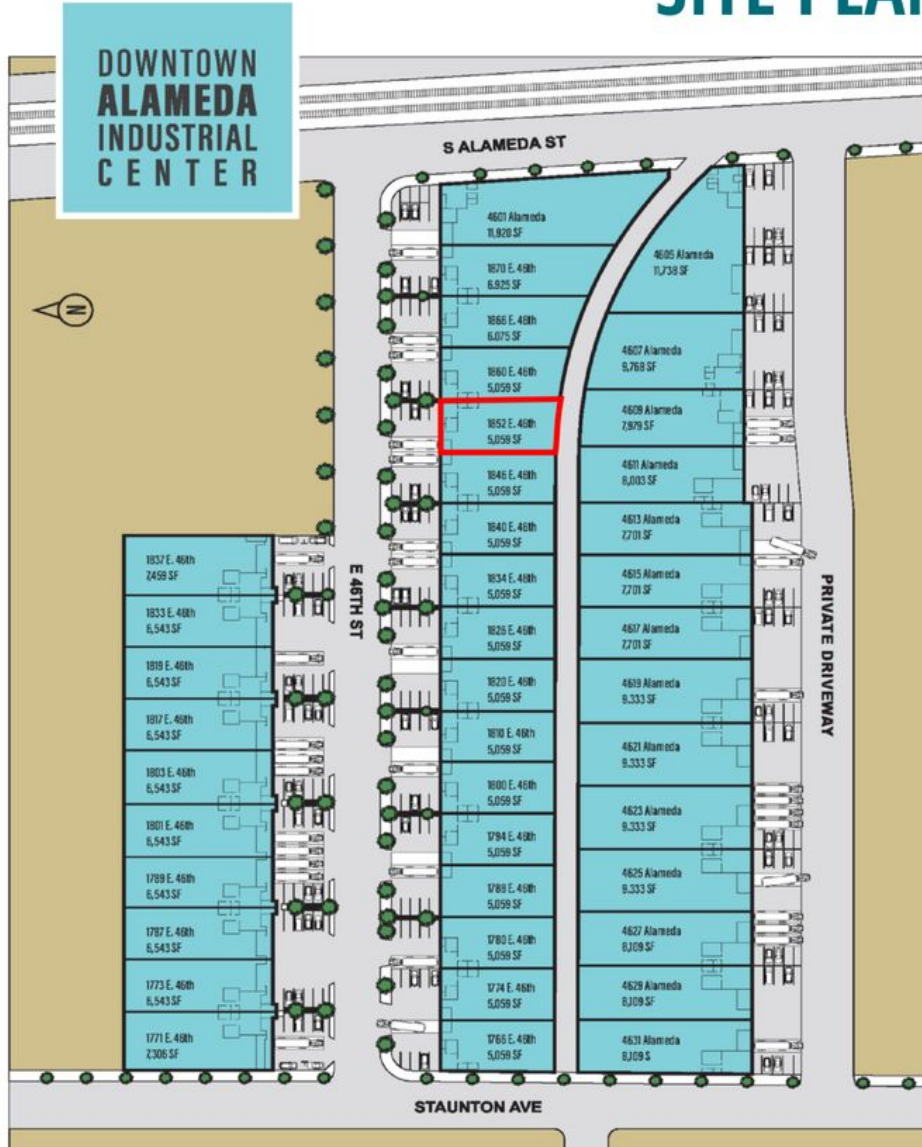 SITE PLAN
DOWNTOWN
ALAMEDA
INDUSTRIAL
CENTER
S ALAMEDA ST
N
4601 Alameda
11,920 SF
1870 E. 46th
6,925 SF
1866 E. 46th
6,075 SF
1860 E. 46th
5,059 SF
1852 E. 46th
5,059 SF
1846 E. 46th
5,059 SF
1840 E. 46th
5,059 SF
1834 E. 46th
5,059 SF
1826 E. 46th
5,059 SF
1820 E. 46th
5,059 SF
1810 E. 46th
5,059 SF
1800 E. 46th
5,059 SF
1794 E. 46th
5,059 SF
1788 E. 46th
5,059 SF
1780 E. 46th
5,059 SF
1774 E. 46th
5,059 SF
1766 E. 46th
5,059 SF
4605 Alameda
11,738 SF
4607 Alameda
9,768 SF
4609 Alameda
7,979 SF
4611 Alameda
8,003 SF
4613 Alameda
7,701 SF
4615 Alameda
7,701 SF
4617 Alameda
7,701 SF
4619 Alameda
9,333 SF
4621 Alameda
9,333 SF
4623 Alameda
9,333 SF
4625 Alameda
9,333 SF
4627 Alameda
8,109 SF
4629 Alameda
8,109 SF
4631 Alameda
8,109 S
1837 E. 46th
7,459 SF
1833 E. 46th
6,543 SF
1819 E. 46th
6,543 SF
1817 E. 46th
6,543 SF
1803 E. 46th
6,543 SF
1801 E. 46th
6,543 SF
1789 E. 46th
6,543 SF
1787 E. 46th
6,543 SF
1773 E. 46th
6,543 SF
1771 E. 46th
7,306 SF
E 46TH ST
PRIVATE DRIVEWAY
STAUNTON AVE